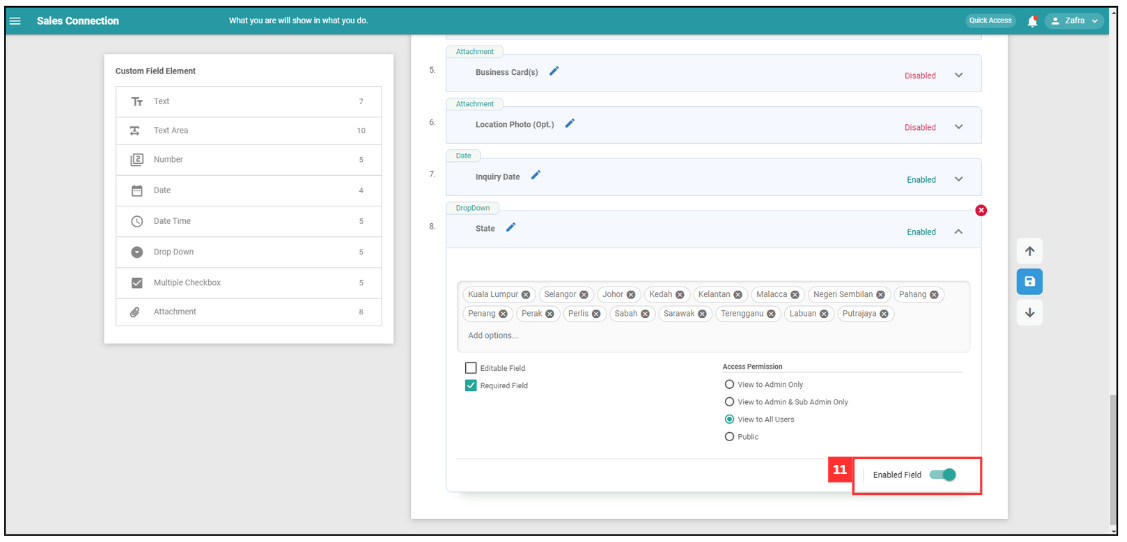 Sales Connection
What you are will show in what you do.
Quick Access
Zafra
Custom Field Element
Text 7
Text Area 10
Number 5
Date 4
Date Time 5
Drop Down 5
Multiple Checkbox 5
Attachment 8
Attachment
5. Business Card(s) Disabled
Attachment
6. Location Photo (Opt.) Disabled
Date
7. Inquiry Date Enabled
DropDown
8. State Enabled
Kuala Lumpur Selangor Johor Kedah Kelantan Malacca Negeri Sembilan Pahang
Penang Perak Perlis Sabah Sarawak Terengganu Labuan Putrajaya
Add options...
Editable Field
Required Field
Access Permission
View to Admin Only
View to Admin & Sub Admin Only
View to All Users
Public
11
Enabled Field